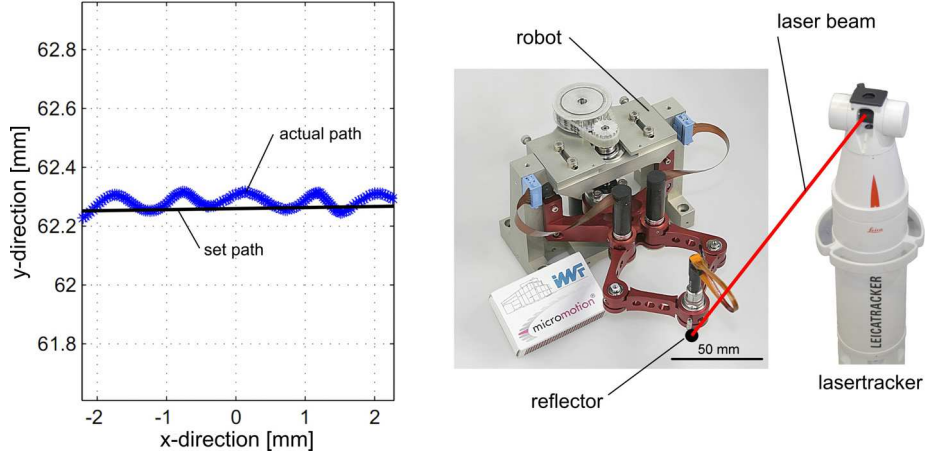 62.8
62.6
62.4
62.2
62
61.8
y-direction [mm]
-2
-1
0
1
2
x-direction [mm]
actual path
set path
robot
laser beam
iwf
micromotion®
50 mm
reflector
Leica
LEICATRACKER
lasertracker